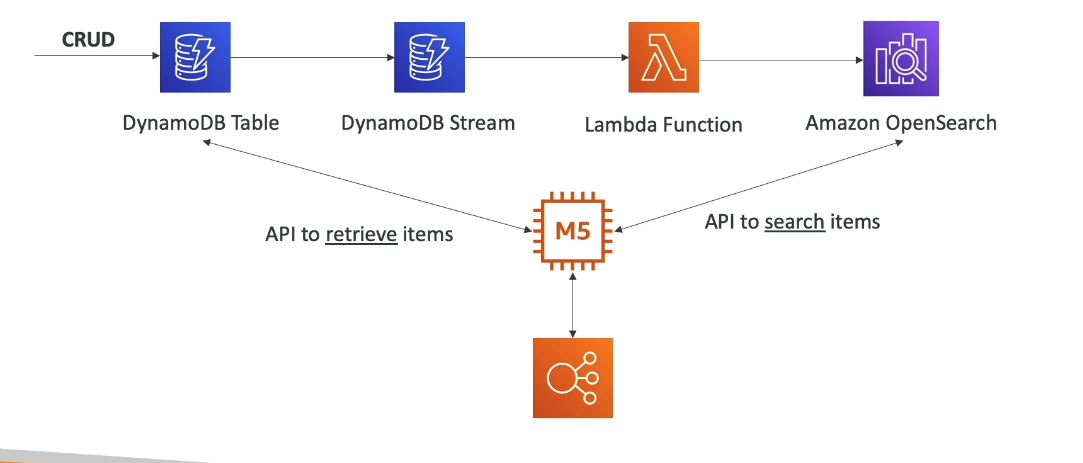 CRUD
DynamoDB Table
DynamoDB Stream
Lambda Function
Amazon OpenSearch
API to retrieve items
M5
API to search items